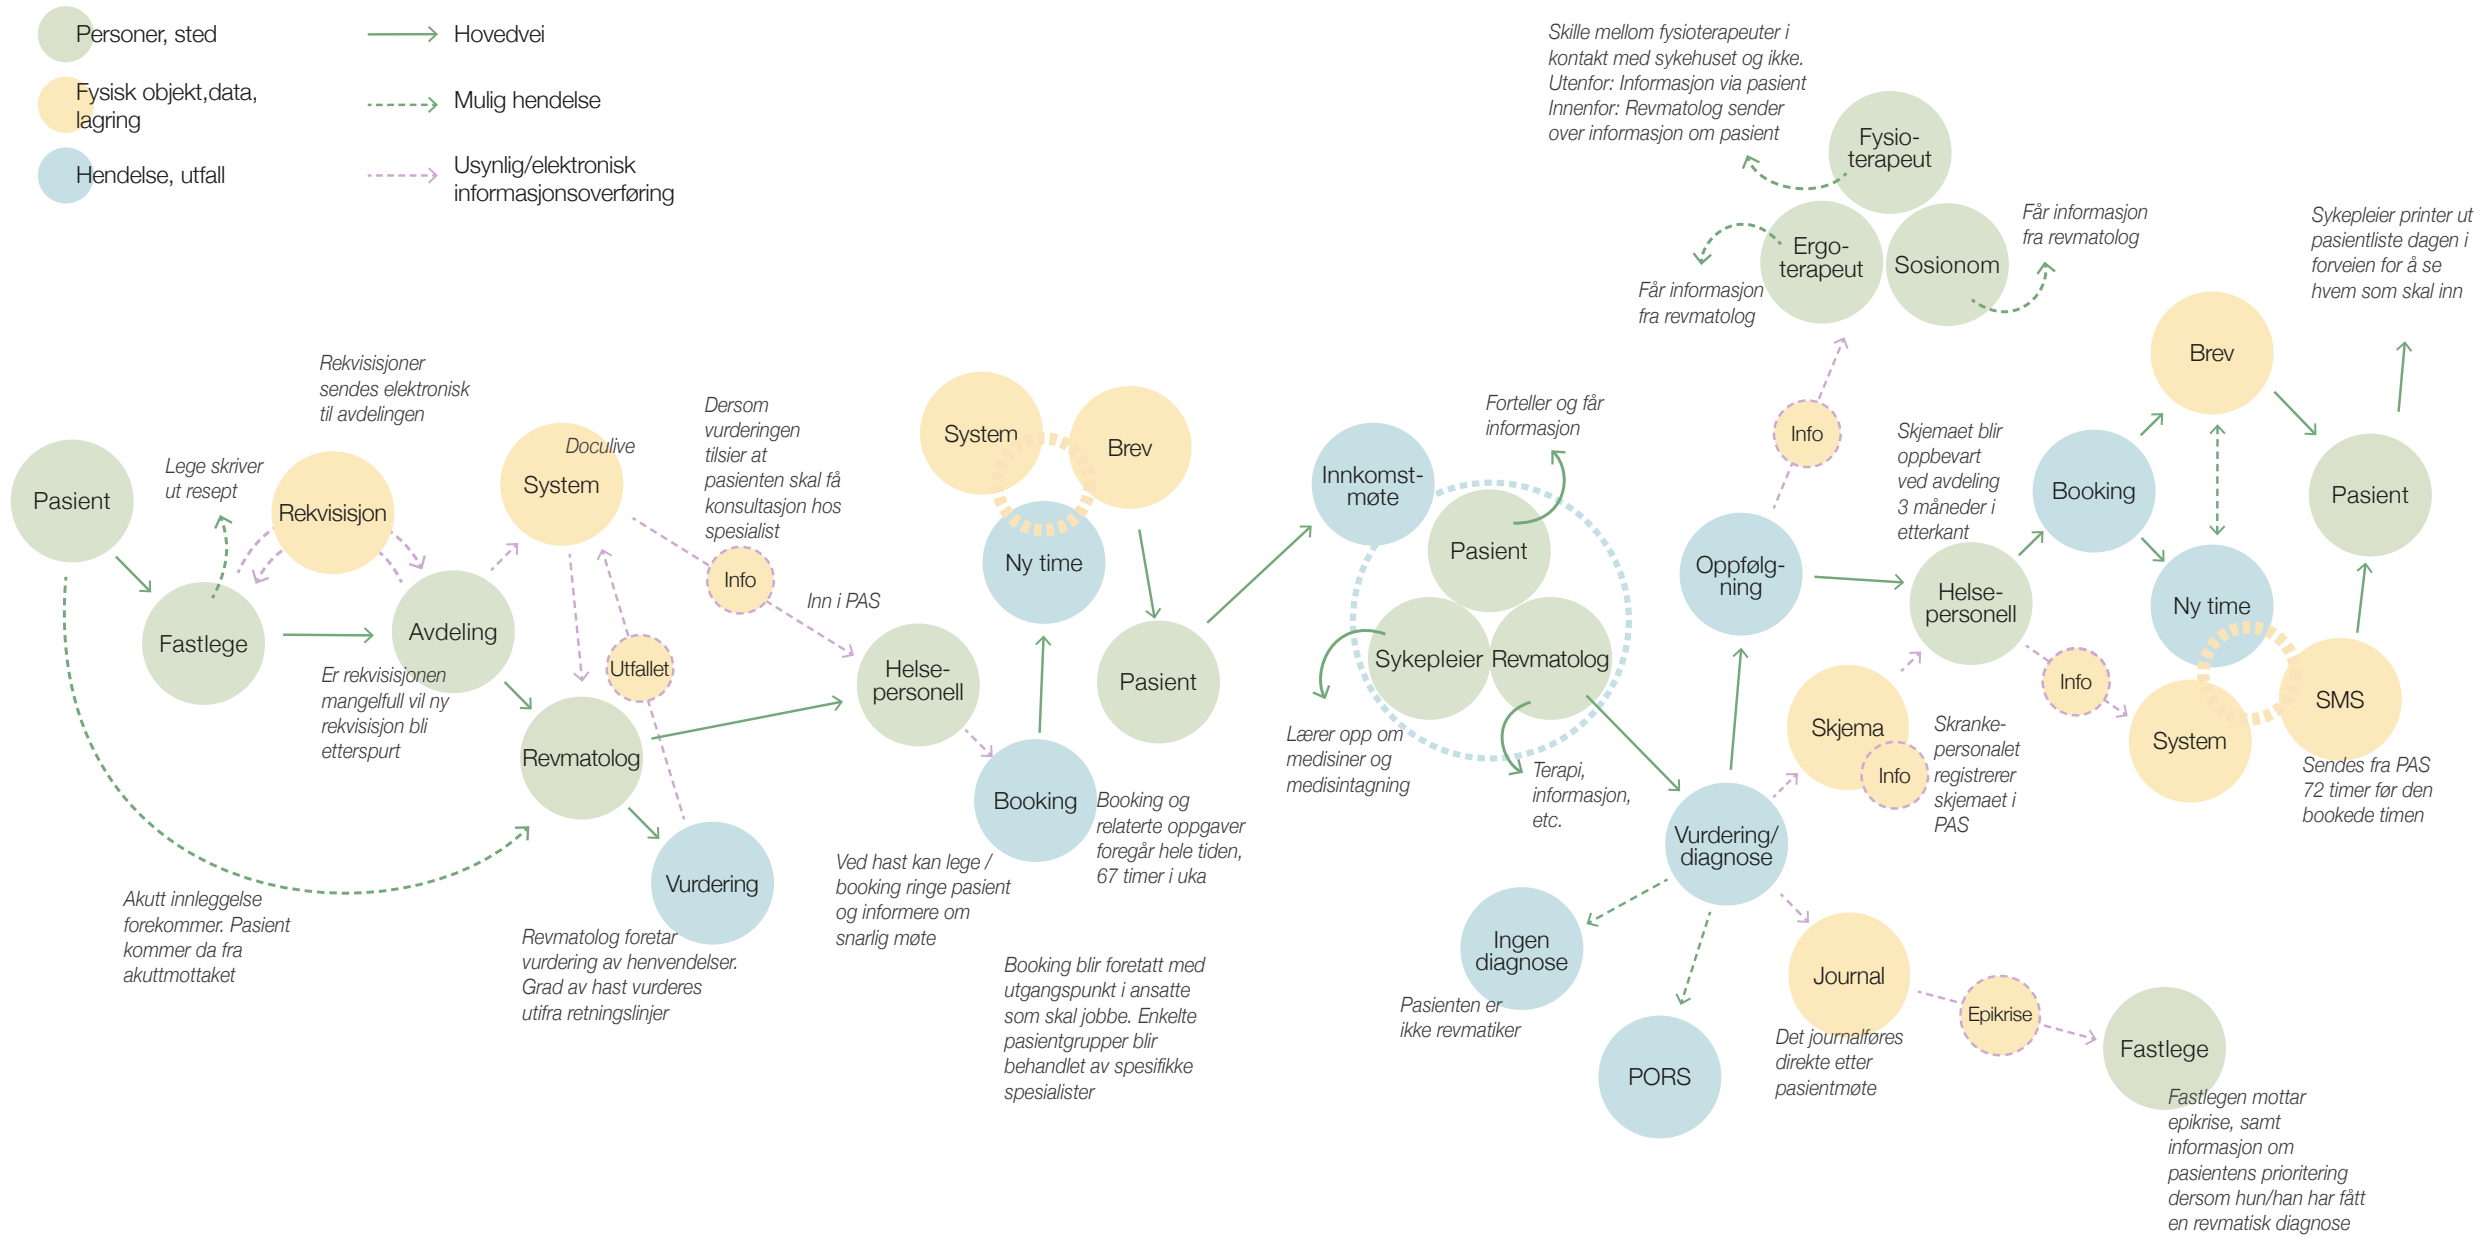 Personer, sted
Hovedvei
Fysisk objekt,data,
lagring
Mulig hendelse
Hendelse, utfall
Usynlig/elektronisk
informasjonsoverføring
Pasient
Lege skriver
ut resept
Fastlege
Rekvisisjoner
sendes elektronisk
til avdelingen
Rekvisisjon
Avdeling
Er rekvisisjonen
mangelfull vil ny
rekvisisjon bli
etterspurt
Akutt innleggelse
forekommer. Pasient
kommer da fra
akuttmottaket
Doculive
System
Utfallet
Revmatolog
Vurdering
Revmatolog foretar
vurdering av henvendelser.
Grad av hast vurderes
utifra retningslinjer
Dersom
vurderingen
tilsier at
pasienten skal få
konsultasjon hos
spesialist
Info
Inn i PAS
Helse-
personell
System
Brev
Ny time
Booking
Booking og
relaterte oppgaver
foregår hele tiden,
67 timer i uka
Ved hast kan lege /
booking ringe pasient
og informere om
snarlig møte
Booking blir foretatt med
utgangspunkt i ansatte
som skal jobbe. Enkelte
pasientgrupper blir
behandlet av spesifikke
spesialister
Pasient
Innkomst-
møte
Forteller og får
informasjon
Pasient
Sykepleier
Revmatolog
Lærer opp om
medisiner og
medisintagning
Terapi,
informasjon,
etc.
Skille mellom fysioterapeuter i
kontakt med sykehuset og ikke.
Utenfor: Informasjon via pasient
Innenfor: Revmatolog sender
over informasjon om pasient
Fysio-
terapeut
Ergo-
terapeut
Sosionom
Får informasjon
fra revmatolog
Får informasjon
fra revmatolog
Info
Oppfølg-
ning
Vurdering/
diagnose
Ingen
diagnose
Pasienten er
ikke revmatiker
PORS
Skjema
Info
Skranke-
personalet
registrerer
skjemaet i
PAS
Journal
Det journalføres
direkte etter
pasientmøte
Epikrise
Fastlege
Fastlegen mottar
epikrise, samt
informasjon om
pasientens prioritering
dersom hun/han har fått
en revmatisk diagnose
Skjemaet blir
oppbevart
ved avdeling
3 måneder i
etterkant
Helse-
personell
Booking
Brev
Ny time
Info
System
SMS
Sendes fra PAS
72 timer før den
bookede timen
Pasient
Sykepleier printer ut
pasientliste dagen i
forveien for å se
hvem som skal inn